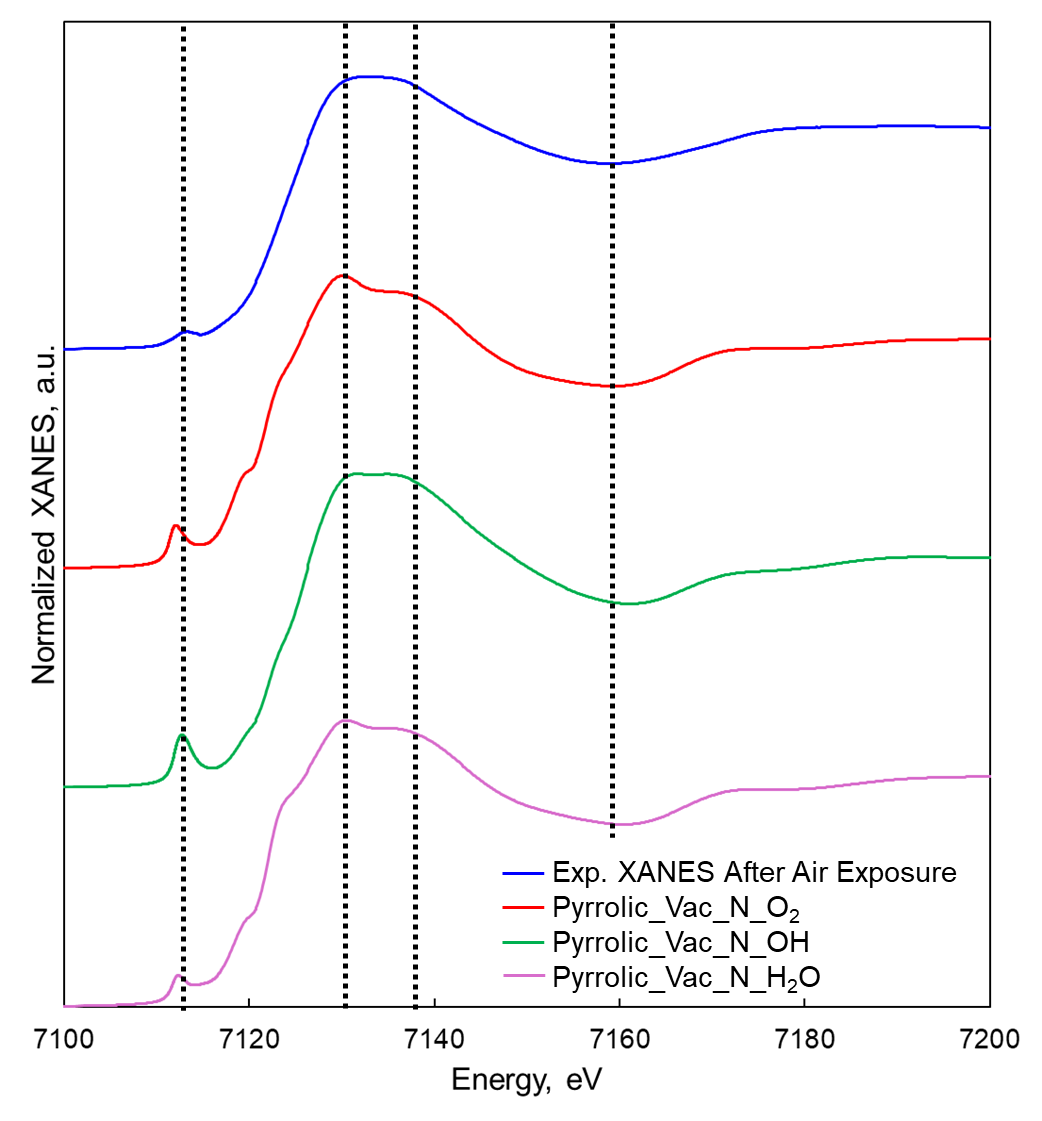 Normalized XANES, a.u.
Exp. XANES After Air Exposure
Pyrrolic_Vac_N_O₂
Pyrrolic_Vac_N_OH
Pyrrolic_Vac_N_H₂O
7100 7120 7140 7160 7180 7200
Energy, eV